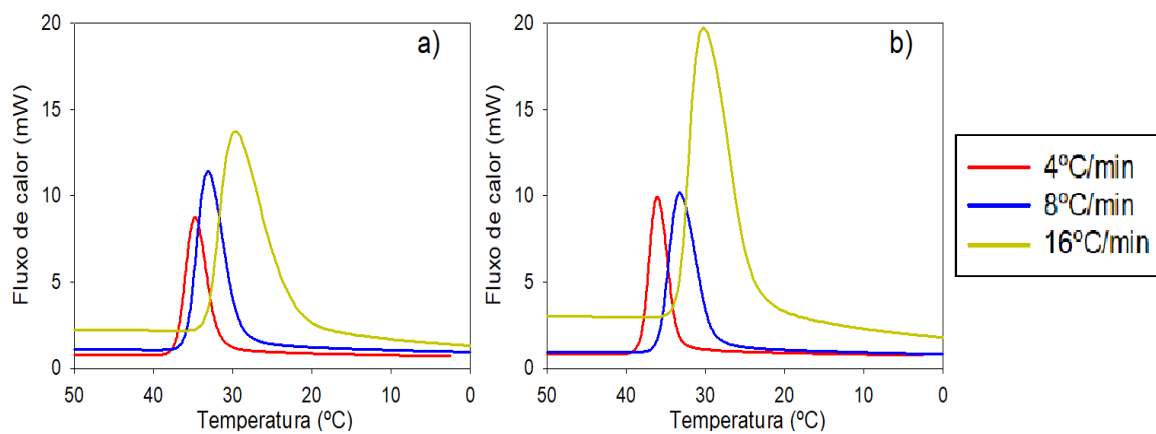 a)
20
15
10
5
0
Fluxo de calor (mW)
50 40 30 20 10 0
Temperatura (ºC)
b)
20
15
10
5
0
Fluxo de calor (mW)
50 40 30 20 10 0
Temperatura (ºC)
4ºC/min
8ºC/min
16ºC/min